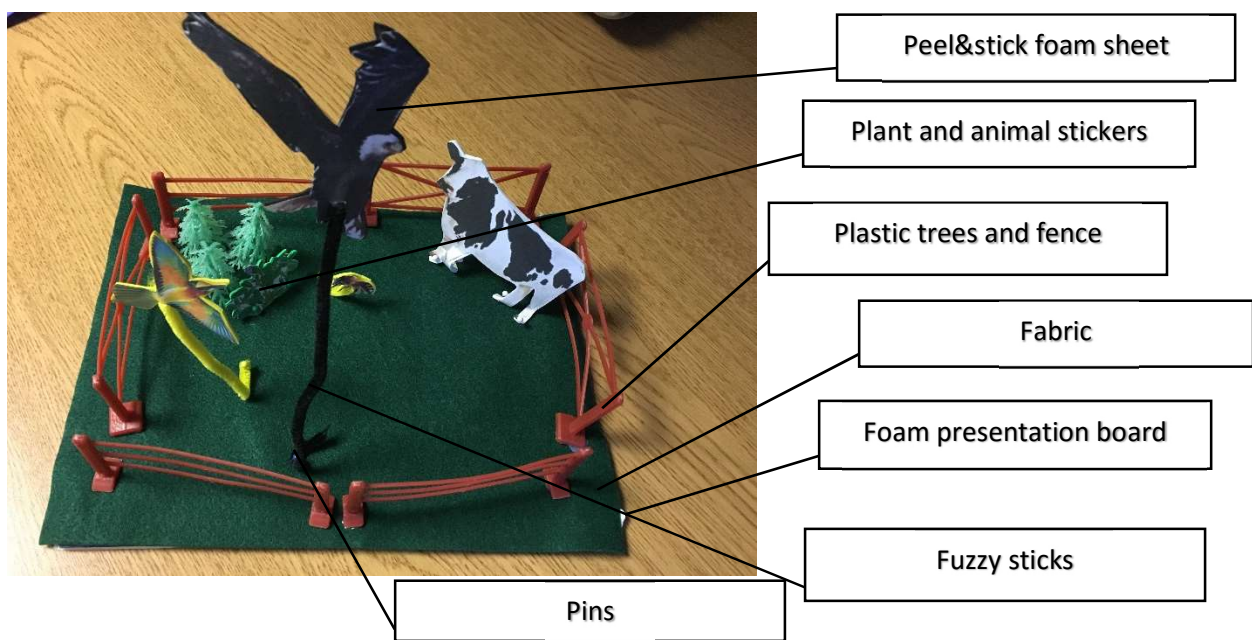 Peel&stick foam sheet
Plant and animal stickers
Plastic trees and fence
Fabric
Foam presentation board
Fuzzy sticks
Pins